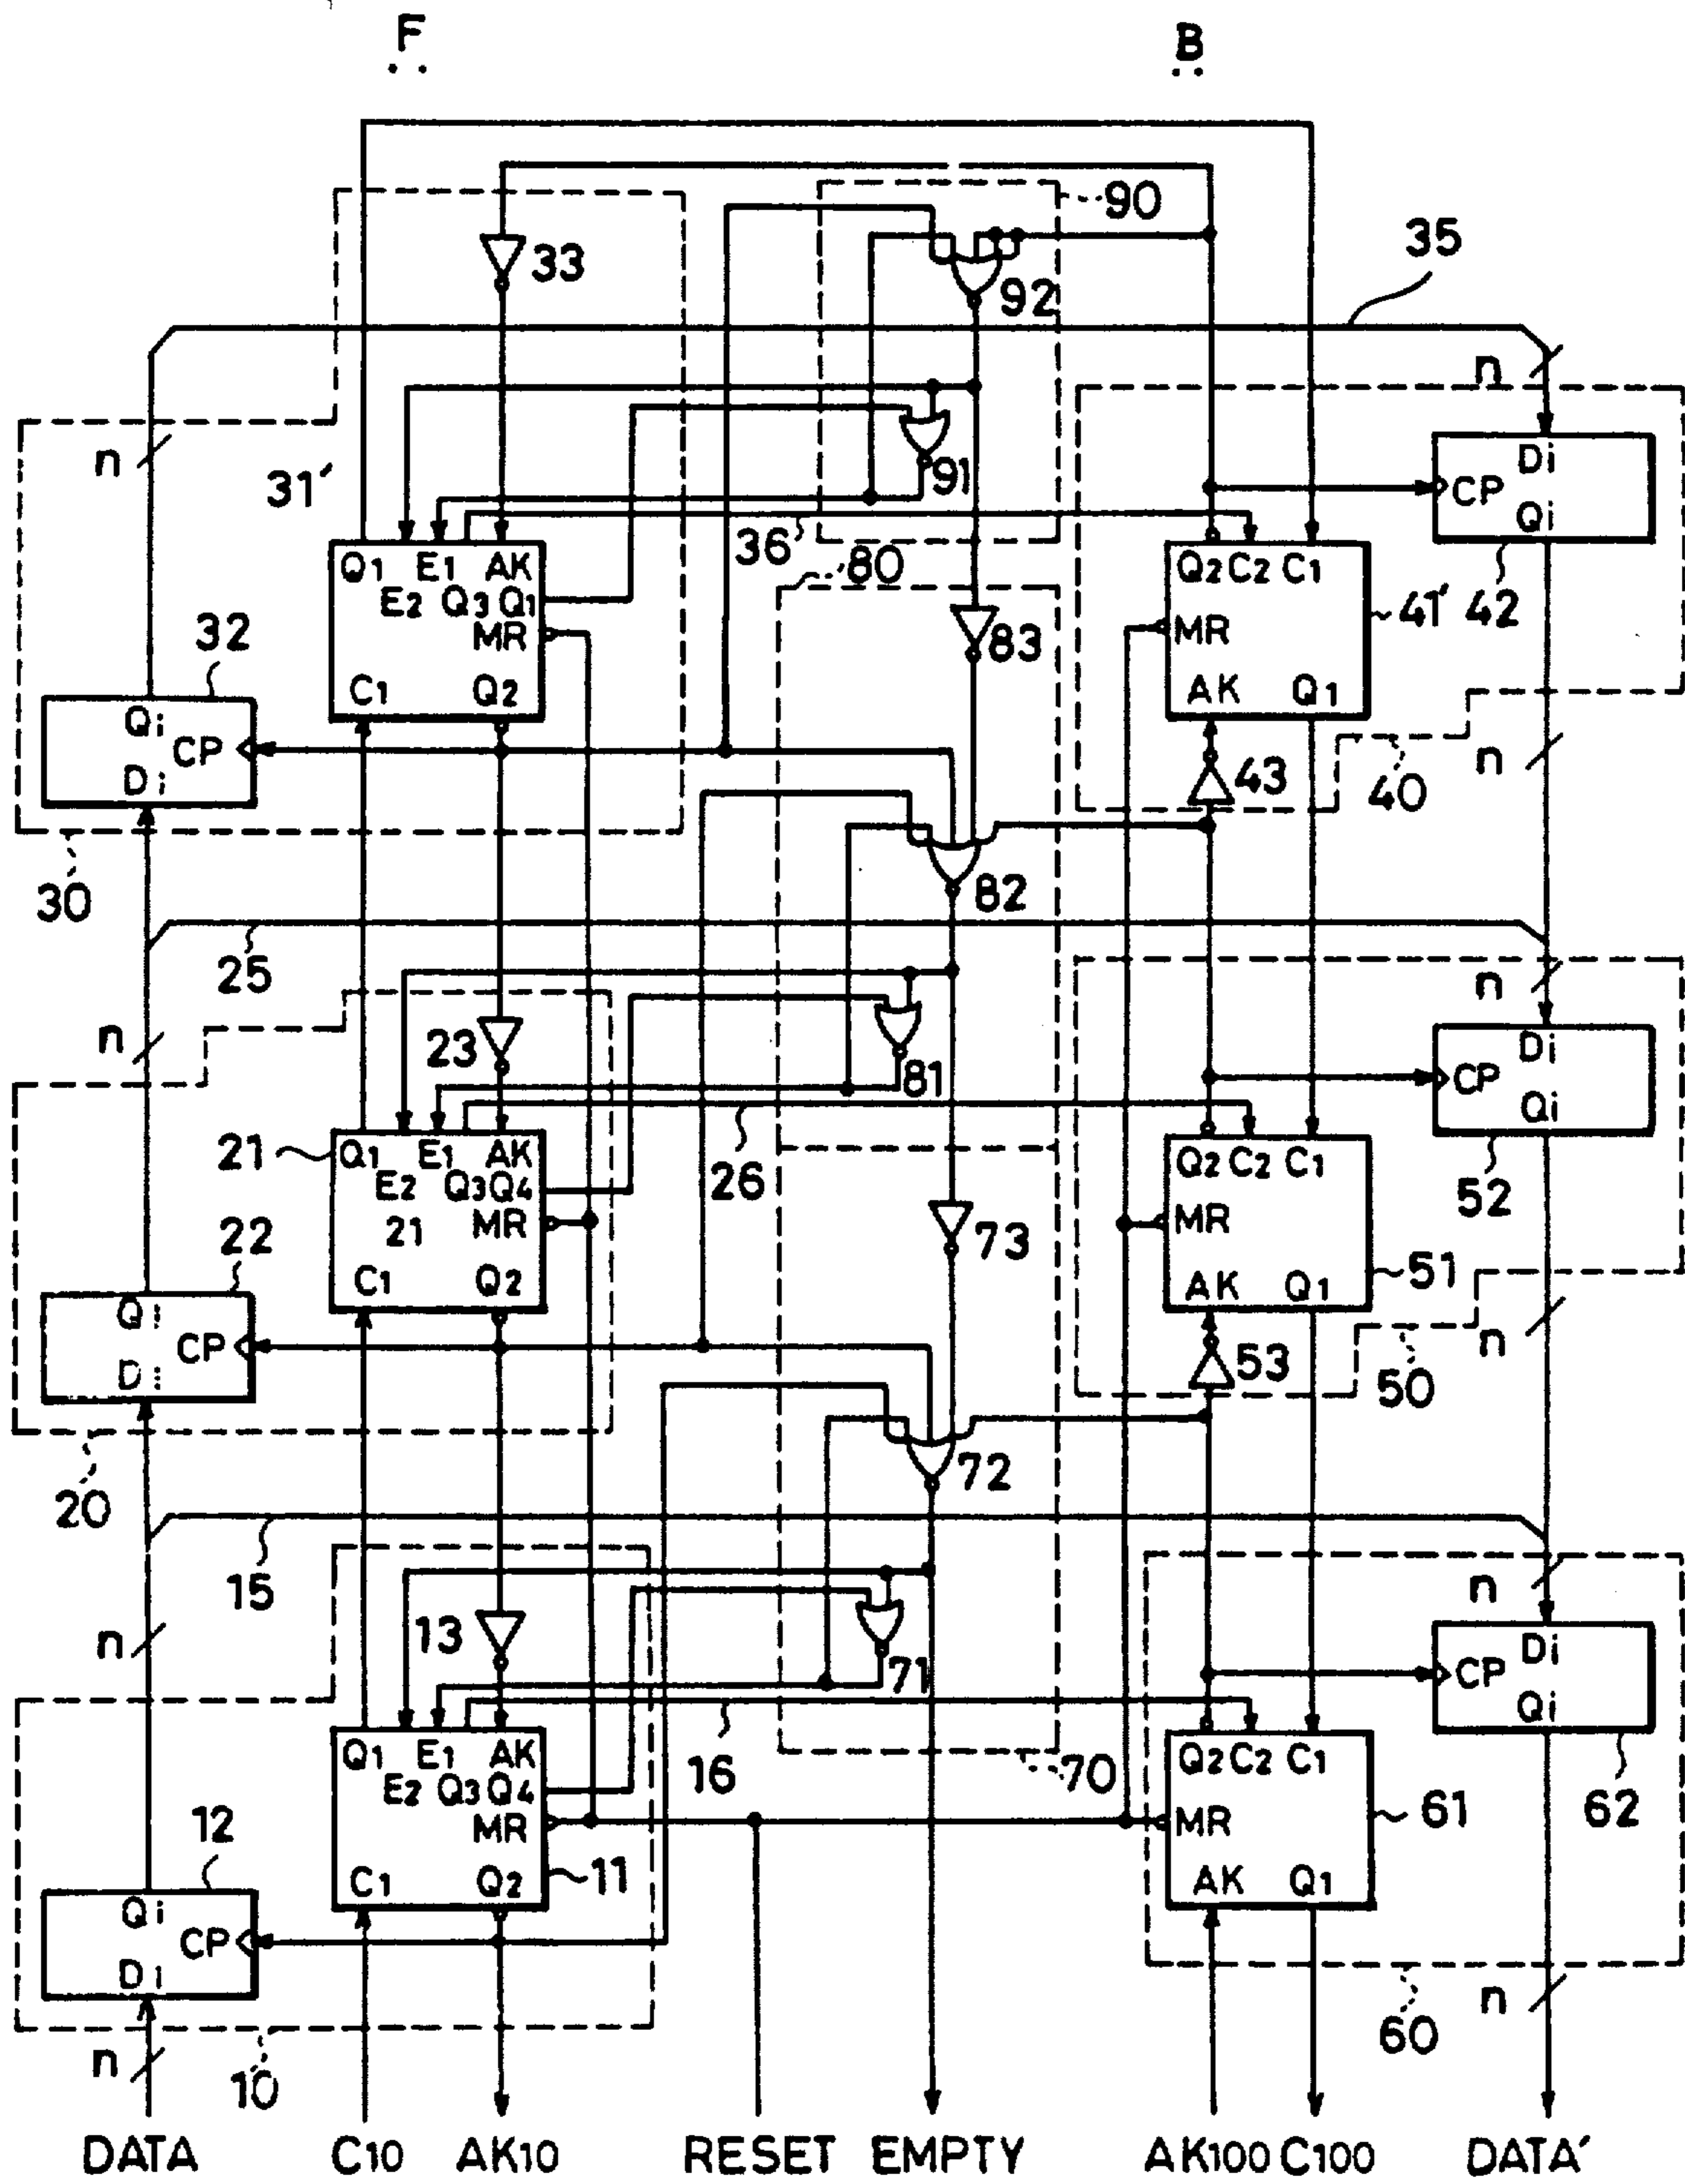 F B
90
33
35
92
n
n
31'
91
CP Di Qi
36
80
Q1 E1 AK
E2 Q3 Q1
MR
C1 Q2
Q2 C2 C1
MR
AK Q1
41' 42
32
83
Qi CP Di
43
40
n
30
82
25
n
n
23
81
CP Di Qi
21
Q1 E1 AK
E2 Q3 Q4
21 MR
C1 Q2
26
Q2 C2 C1
MR
AK Q1
52
22
73
51
Qi CP Di
53
50
n
20
72
15
n
n
13
71
CP Di Qi
Q1 E1 AK
E2 Q3 Q4
MR
C1 Q2
16
70
Q2 C2 C1
MR
AK Q1
61
62
12
11
Qi CP Di
n
10
60
n
DATA C10 AK10 RESET EMPTY AK100 C100 DATA'